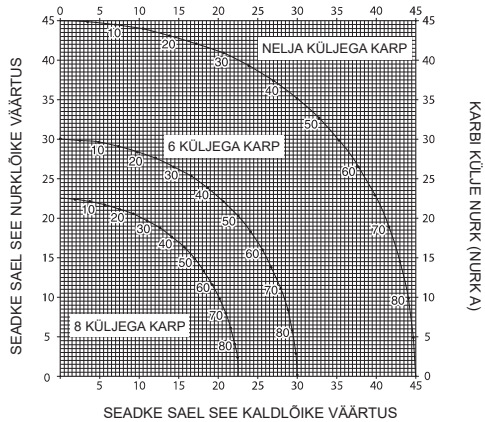 0 5 10 15 20 25 30 35 40 45
45 45
40 40
35 35
30 30
25 25
20 20
15 15
10 10
5 5
0 0
0 5 10 15 20 25 30 35 40 45
NELJA KÜLJEGA KARP
10 20 30 40 50 60 70 80
6 KÜLJEGA KARP
10 20 30 40 50 60 70 80
8 KÜLJEGA KARP
10 20 30 40 50 60 70 80
SEADKE SAEL SEE NURKLÕIKE VÄÄRTUS
KARBI KÜLJE NURK (NURK A)
SEADKE SAEL SEE KALDLÕIKE VÄÄRTUS